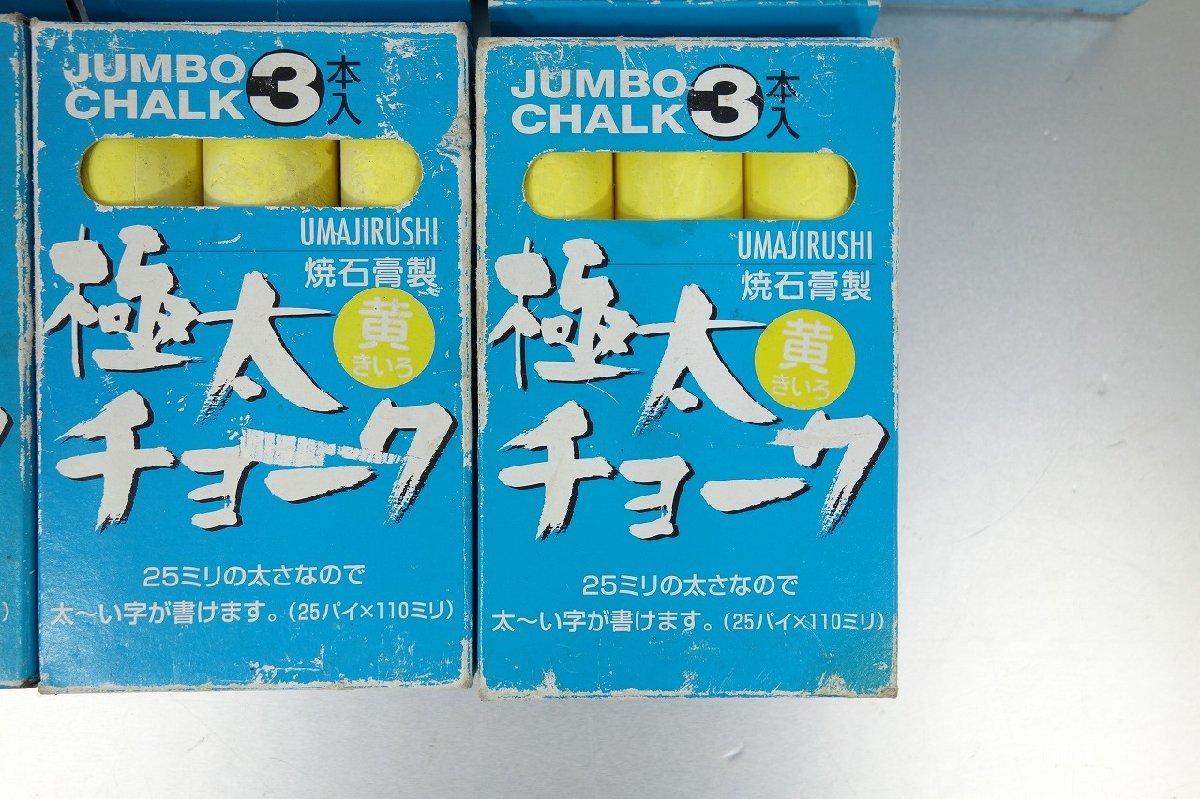 JUMBO
CHALK
3
本入
UMAJIRUSHI
焼石膏製
極太
黄
きいろ
チョーク
25ミリの太さなので
太〜い字が書けます。(25パイ×110ミリ)
JUMBO
CHALK
3
本入
UMAJIRUSHI
焼石膏製
極太
黄
きいろ
チョーク
25ミリの太さなので
太〜い字が書けます。(25パイ×110ミリ)